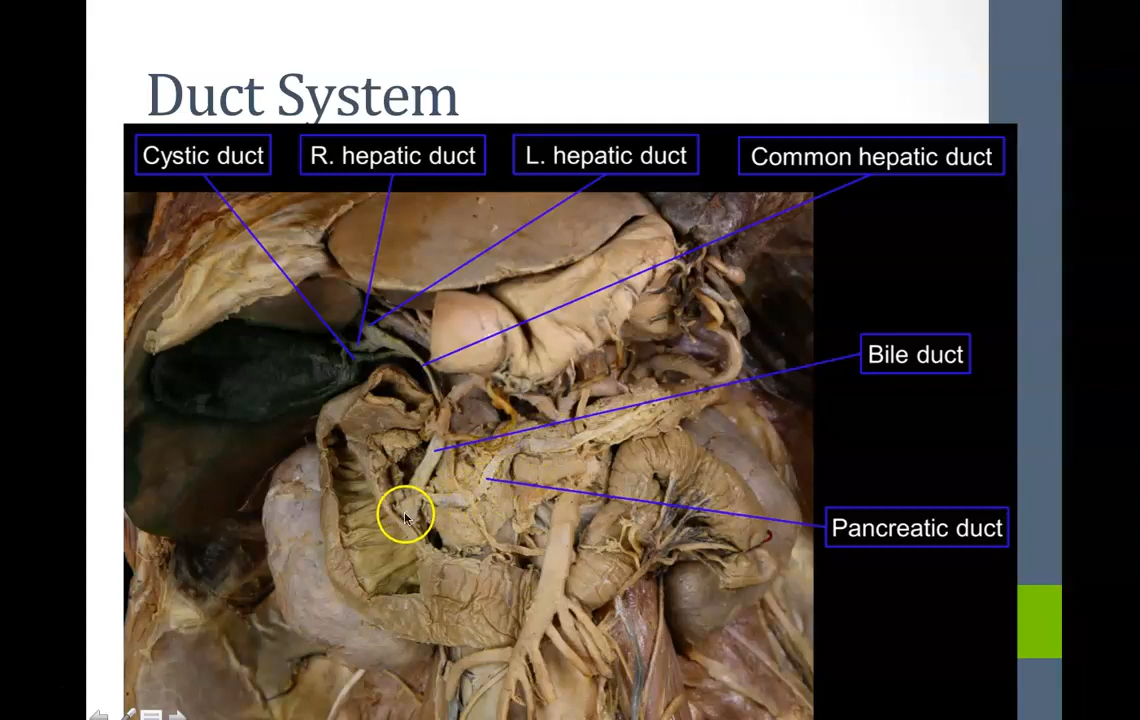 Duct System
Cystic duct
R. hepatic duct
L. hepatic duct
Common hepatic duct
Bile duct
Pancreatic duct